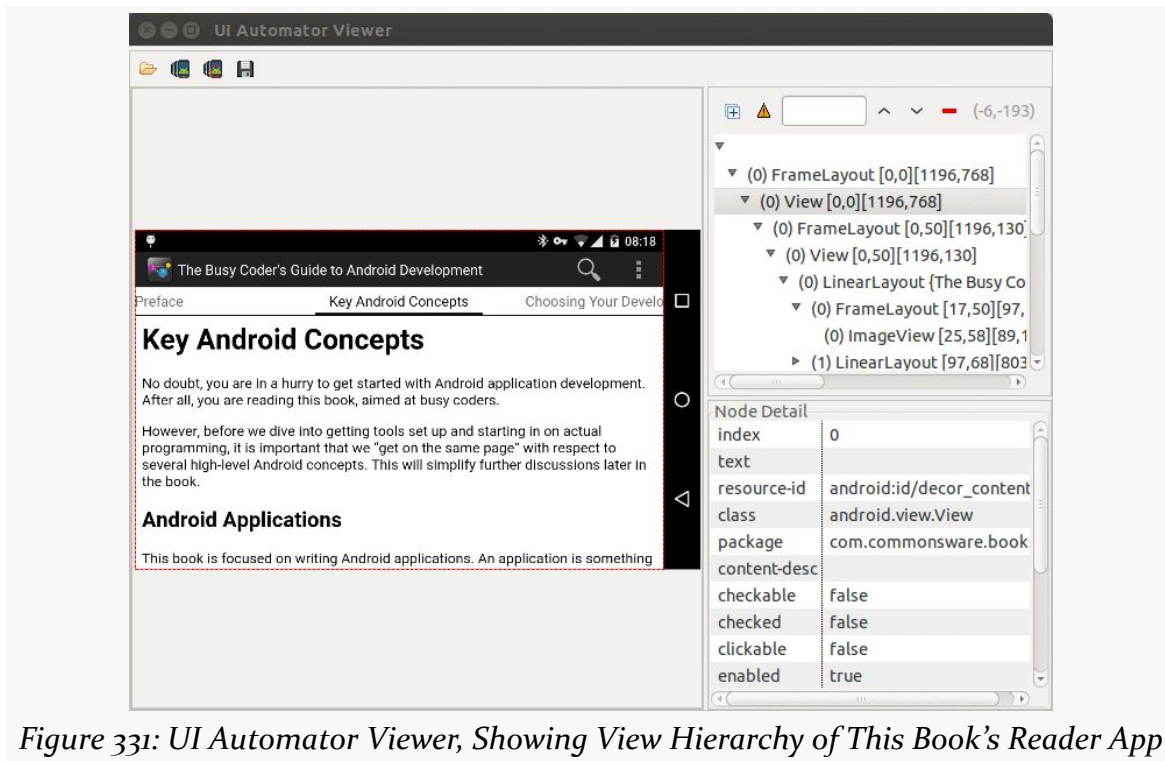 UI Automator Viewer
(-6,-193)
(0) FrameLayout [0,0][1196,768]
(0) View [0,0][1196,768]
(0) FrameLayout [0,50][1196,130]
(0) View [0,50][1196,130]
(0) LinearLayout {The Busy Co
(0) FrameLayout [17,50][97,
(0) ImageView [25,58][89,1
(1) LinearLayout [97,68][803
08:18
The Busy Coder's Guide to Android Development
Preface Key Android Concepts Choosing Your Develo
Key Android Concepts
No doubt, you are in a hurry to get started with Android application development.
After all, you are reading this book, aimed at busy coders.
However, before we dive into getting tools set up and starting in on actual
programming, it is important that we “get on the same page” with respect to
several high-level Android concepts. This will simplify further discussions later in
the book.
Android Applications
This book is focused on writing Android applications. An application is something
Node Detail
index 0
text
resource-id android:id/decor_content
class android.view.View
package com.commonsware.book
content-desc
checkable false
checked false
clickable false
enabled true
Figure 331: UI Automator Viewer, Showing View Hierarchy of This Book’s Reader App